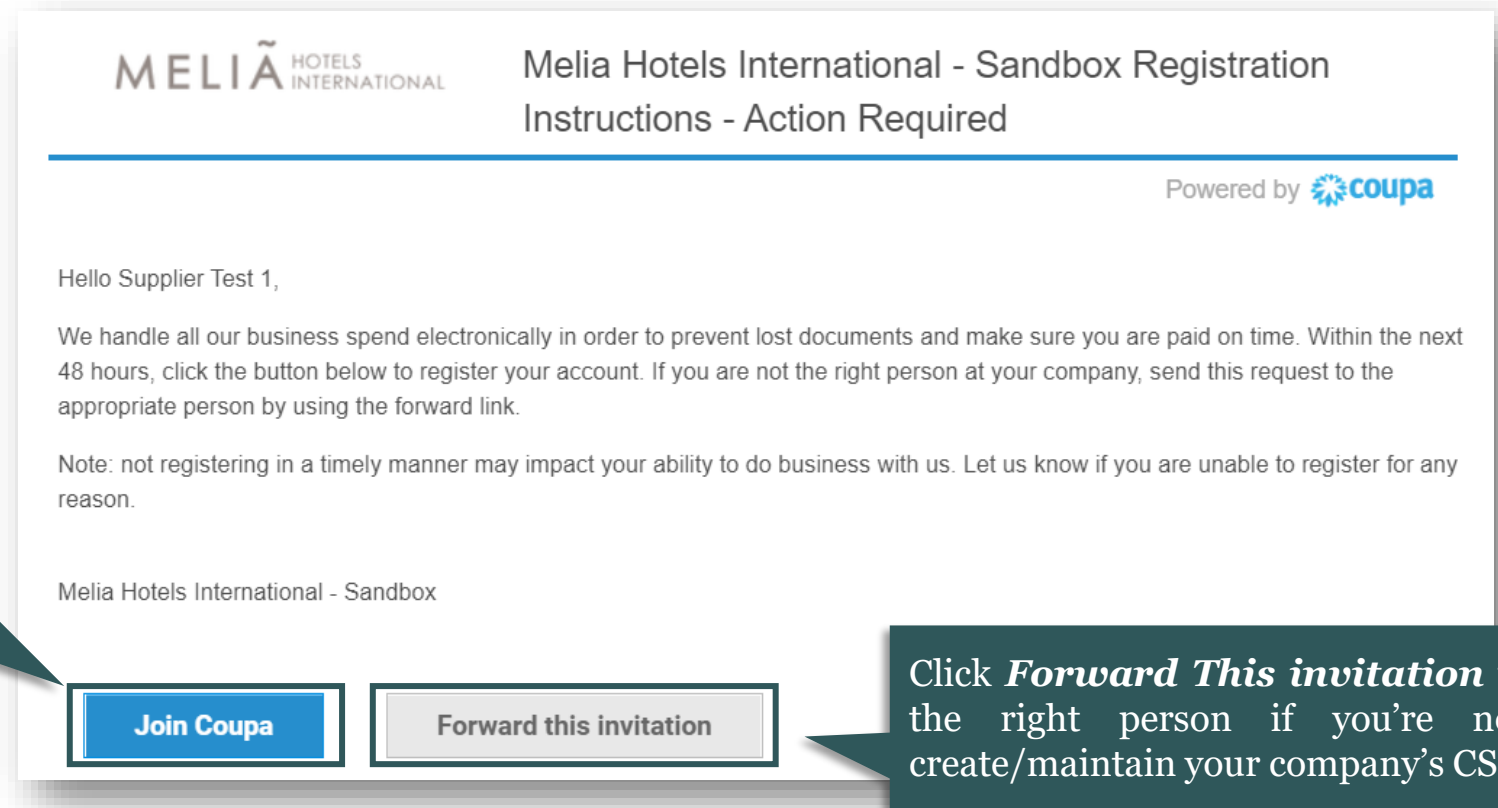 MELIÃ HOTELS INTERNATIONAL
Melia Hotels International - Sandbox Registration
Instructions - Action Required
Powered by coupa
Hello Supplier Test 1,
We handle all our business spend electronically in order to prevent lost documents and make sure you are paid on time. Within the next
48 hours, click the button below to register your account. If you are not the right person at your company, send this request to the
appropriate person by using the forward link.
Note: not registering in a timely manner may impact your ability to do business with us. Let us know if you are unable to register for any
reason.
Melia Hotels International - Sandbox
Join Coupa
Forward this invitation
Click Forward This invitation
the right person if you're
create/maintain your company's